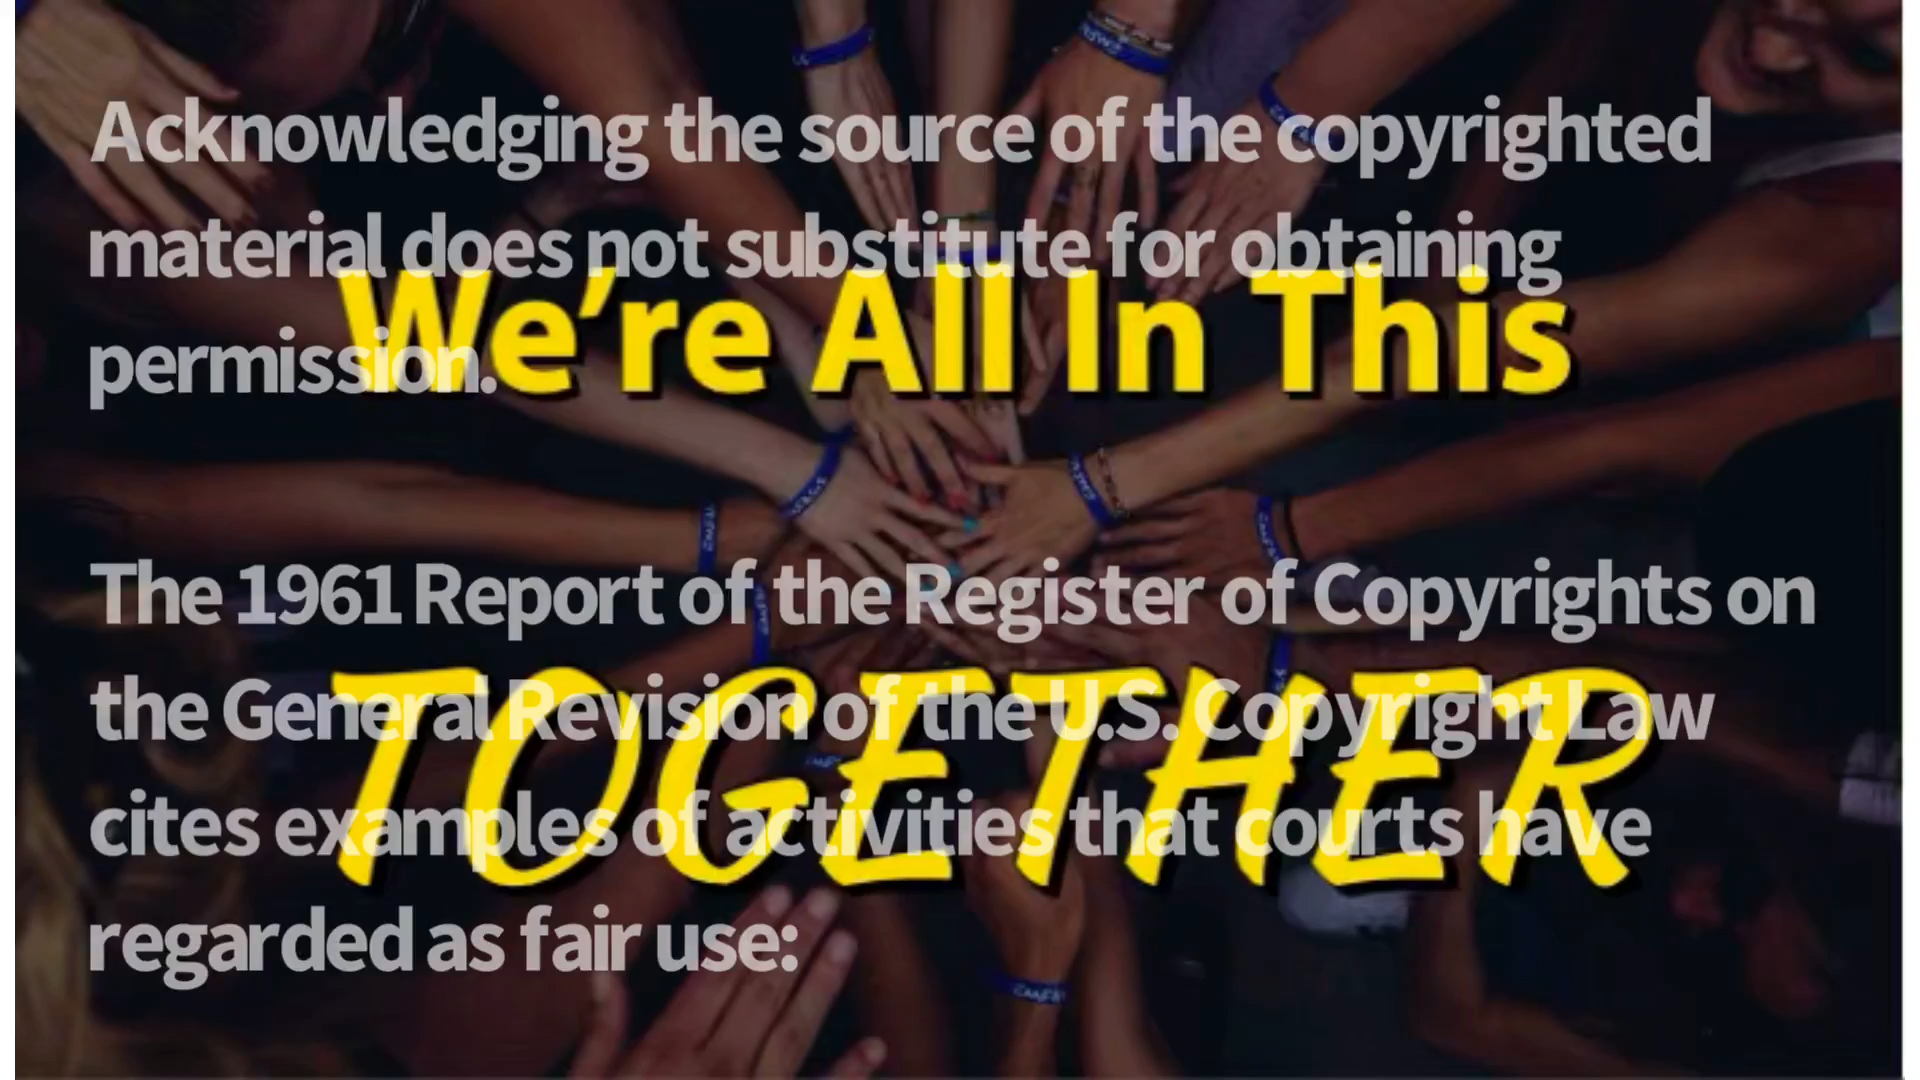 Acknowledging the source of the copyrighted
material does not substitute for obtaining
permission.
We're All In This
The 1961 Report of the Register of Copyrights on
the General Revision of the U.S. Copyright Law
TOGETHER
cites examples of activities that courts have
regarded as fair use: